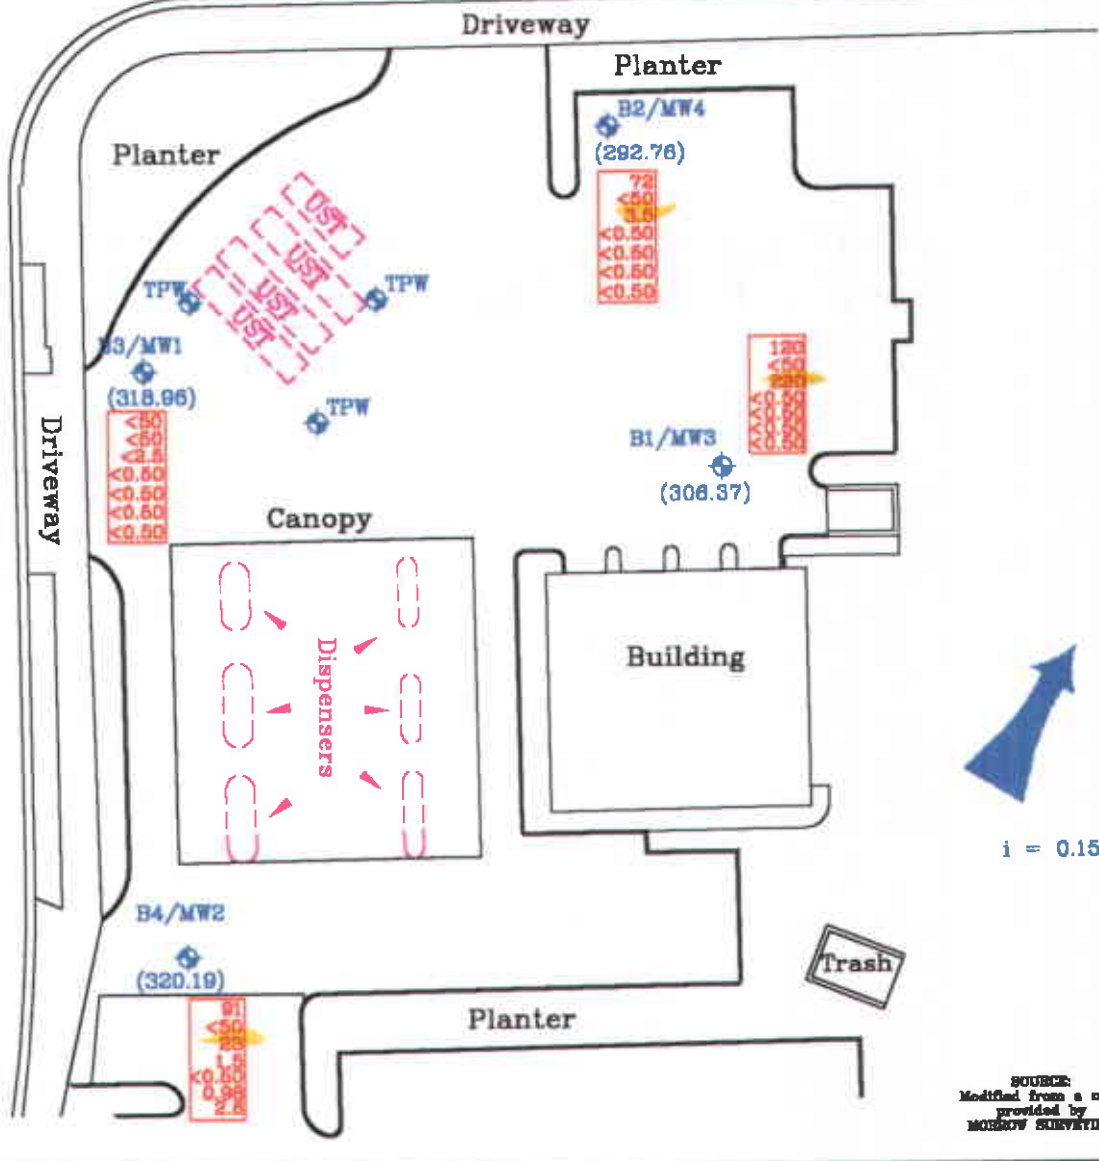 Driveway
Planter
B2/MW4
(292.76)
72
<50
3.5
<0.50
<0.50
<0.50
<0.50
Planter
UST
UST
UST
UST
TPW
TPW
B3/MW1
(318.96)
<50
<50
<2.5
<0.50
<0.50
<0.50
<0.50
TPW
120
<50
230
<0.50
<0.50
<0.50
<0.50
B1/MW3
(306.37)
Driveway
Canopy
Dispensers
Building
i = 0.15
B4/MW2
(320.19)
91
<50
23
1.5
<0.50
0.96
Trash
Planter
SOURCE:
Modified from a
provided by
MORROW